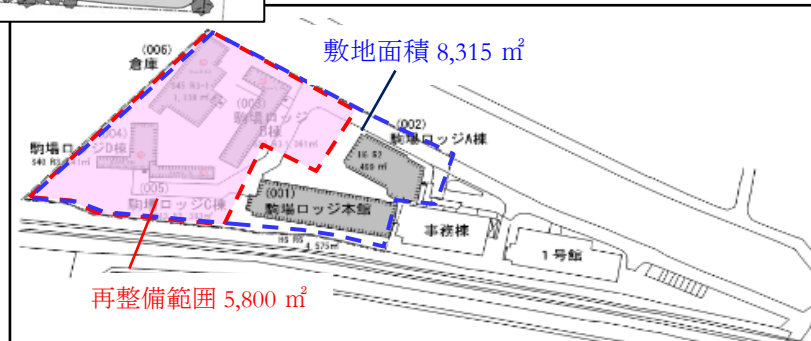 (006)
倉庫
敷地面積 8,315 ㎡
(003)
駒場ロッジ
B棟
(002)
駒場ロッジA棟
(004)
駒場ロッジD棟
(005)
駒場ロッジC棟
(001)
駒場ロッジ本館
事務棟
1号館
再整備範囲 5,800 ㎡